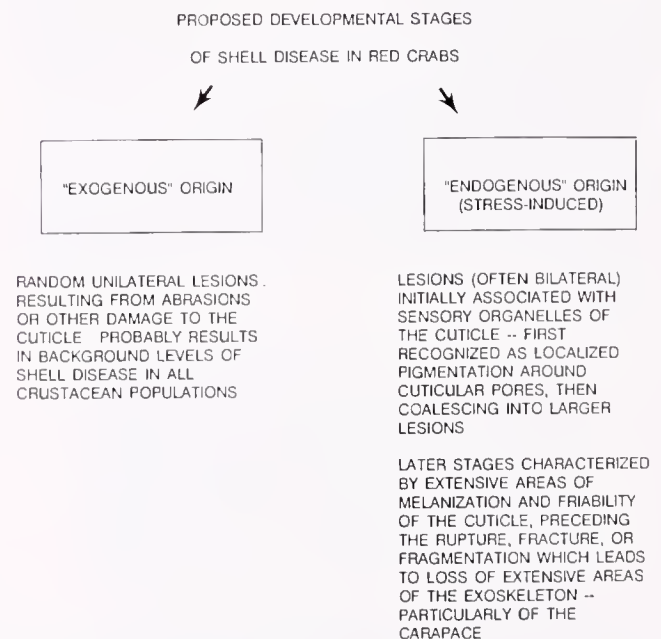 PROPOSED DEVELOPMENTAL STAGES
OF SHELL DISEASE IN RED CRABS
"EXOGENOUS" ORIGIN
RANDOM UNILATERAL LESIONS.
RESULTING FROM ABRASIONS
OR OTHER DAMAGE TO THE
CUTICLE PROBABLY RESULTS
IN BACKGROUND LEVELS OF
SHELL DISEASE IN ALL
CRUSTACEAN POPULATIONS
"ENDOGENOUS" ORIGIN
(STRESS-INDUCED)
LESIONS (OFTEN BILATERAL)
INITIALLY ASSOCIATED WITH
SENSORY ORGANELLES OF
THE CUTICLE -- FIRST
RECOGNIZED AS LOCALIZED
PIGMENTATION AROUND
CUTICULAR PORES, THEN
COALESCING INTO LARGER
LESIONS
LATER STAGES CHARACTERIZED
BY EXTENSIVE AREAS OF
MELANIZATION AND FRIABILITY
OF THE CUTICLE, PRECEDING
THE RUPTURE, FRACTURE, OR
FRAGMENTATION WHICH LEADS
TO LOSS OF EXTENSIVE AREAS
OF THE EXOSKELETON --
PARTICULARLY OF THE
CARAPACE